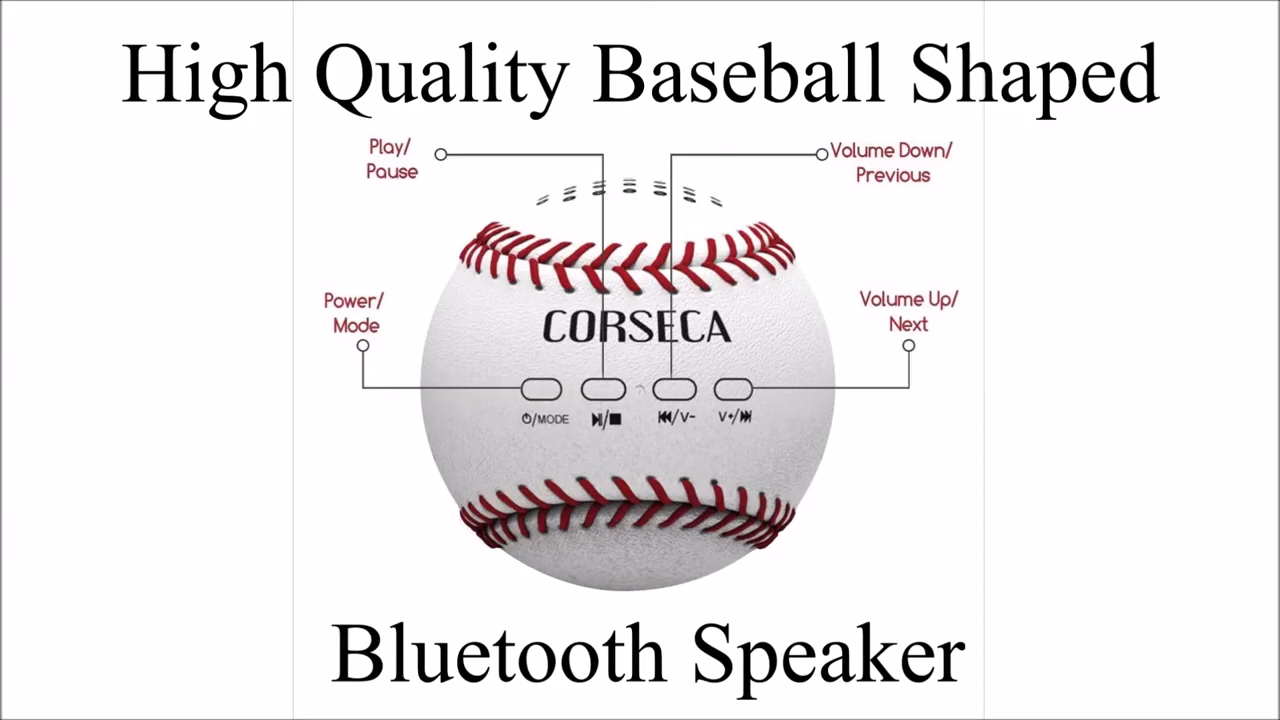 High Quality Baseball Shaped
Play/
Pause
Volume Down/
Previous
Power/
Mode
Volume Up/
Next
CORSECA
⏻/MODE
⏯/⏹
⏮/V-
V+/⏭
Bluetooth Speaker